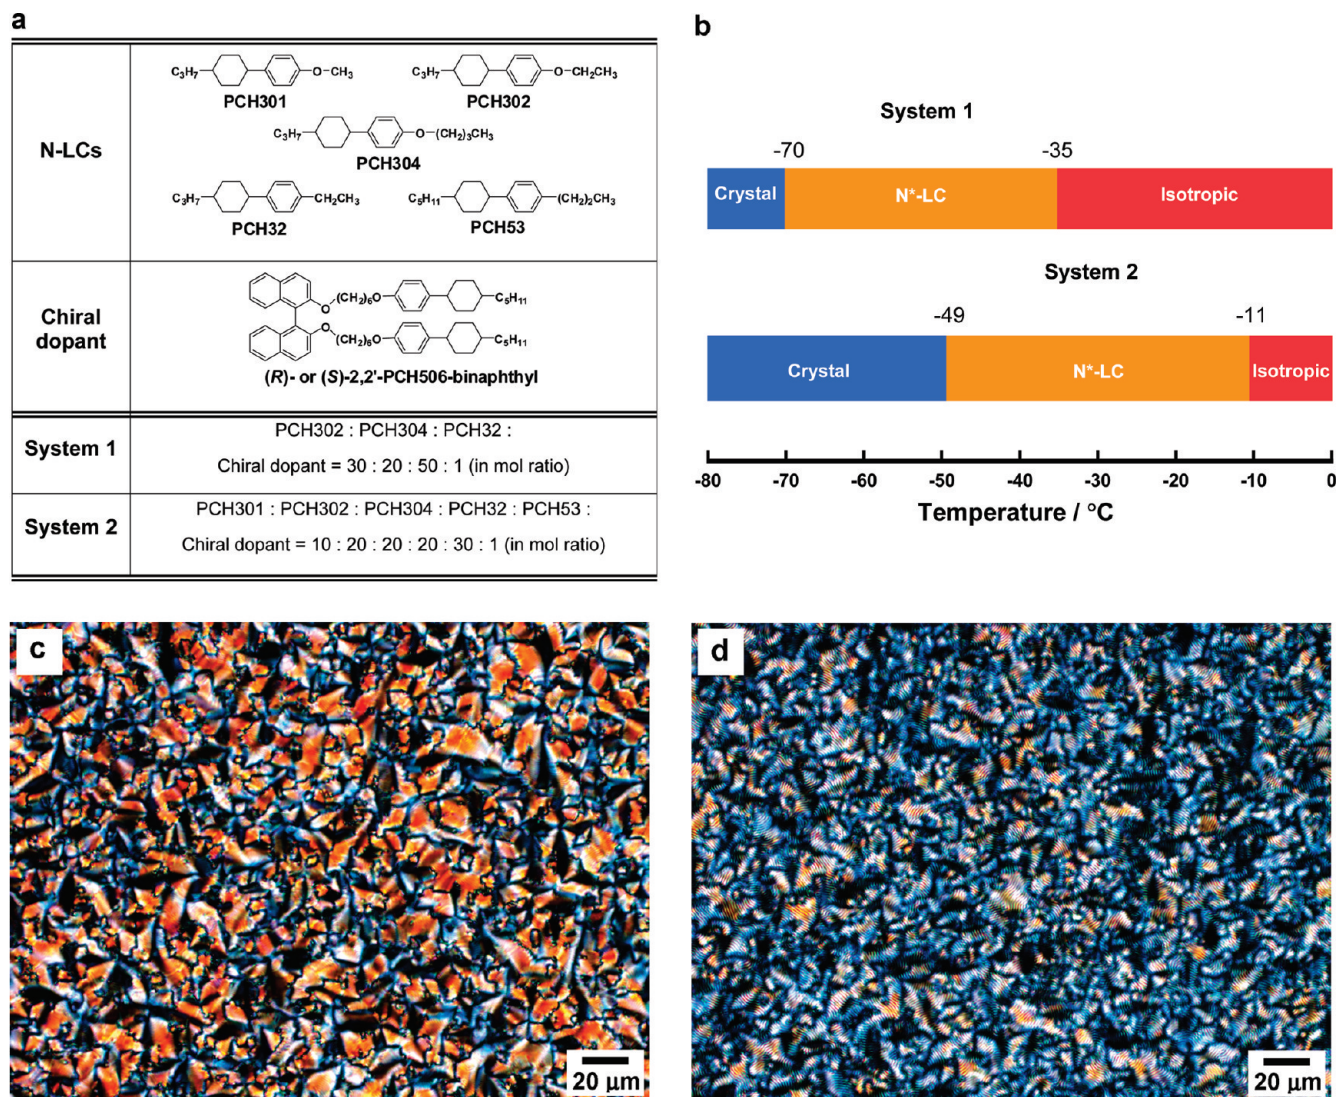 a
N-LCs
C3H7 O-CH3
PCH301
C3H7 O-CH2CH3
PCH302
C3H7 O-(CH2)3CH3
PCH304
C3H7 CH2CH3
PCH32
C5H11 (CH2)2CH3
PCH53
Chiral dopant
O (CH2)6O C5H11
O (CH2)6O C5H11
(R)- or (S)-2,2'-PCH506-binaphthyl
System 1
PCH302 : PCH304 : PCH32 :
Chiral dopant = 30 : 20 : 50 : 1 (in mol ratio)
System 2
PCH301 : PCH302 : PCH304 : PCH32 : PCH53 :
Chiral dopant = 10 : 20 : 20 : 20 : 30 : 1 (in mol ratio)
b
System 1
-70 -35
Crystal N*-LC Isotropic
System 2
-49 -11
Crystal N*-LC Isotropic
-80 -70 -60 -50 -40 -30 -20 -10 0
Temperature / °C
c
20 μm
d
20 μm